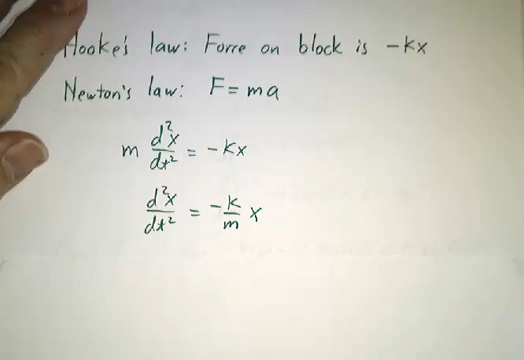 Hooke's law: Force on block is -kx
Newton's law: F = ma
m d²x/dt² = -kx
d²x/dt² = -k/m x